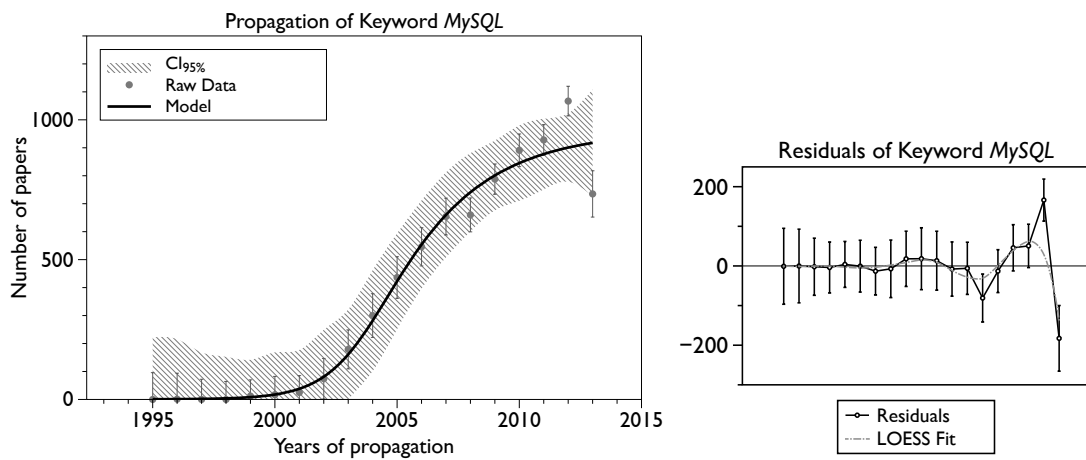 Propagation of Keyword MySQL
CI95%
Raw Data
Model
Number of papers
1000
500
0
1995
2000
2005
2010
2015
Years of propagation
Residuals of Keyword MySQL
200
0
−200
Residuals
LOESS Fit